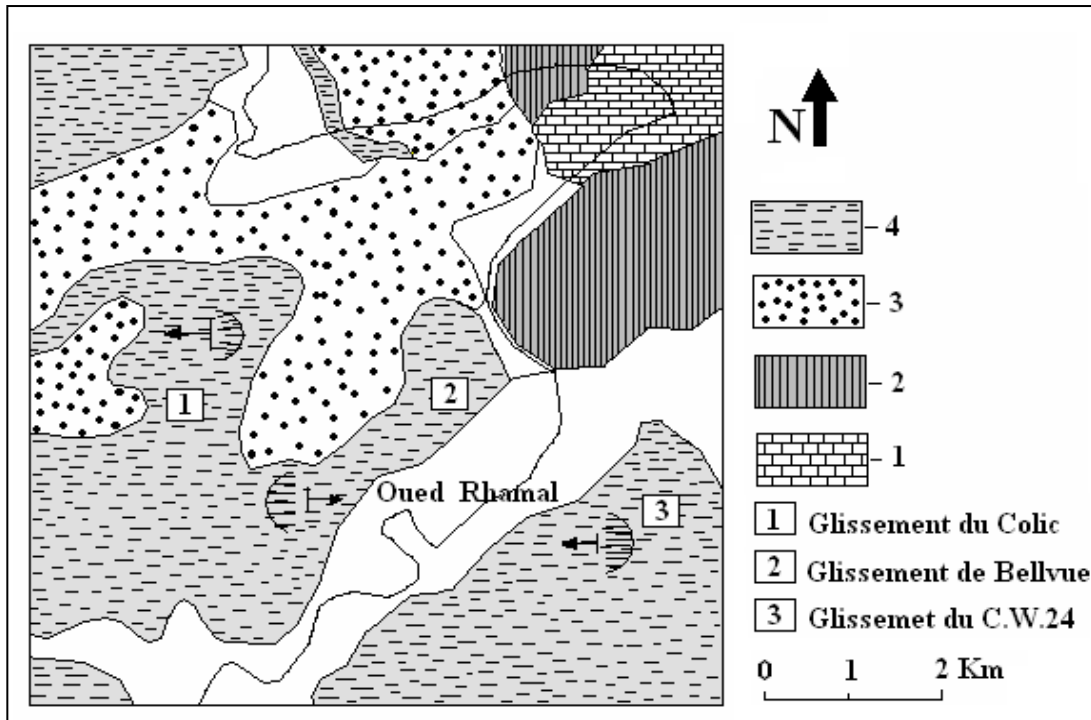 N
4
3
2
1
1 Glissement du Colic
2 Glissement de Bellvue
3 Glissemet du C.W.24
0 1 2 Km
1
2
3
Oued Rhamal